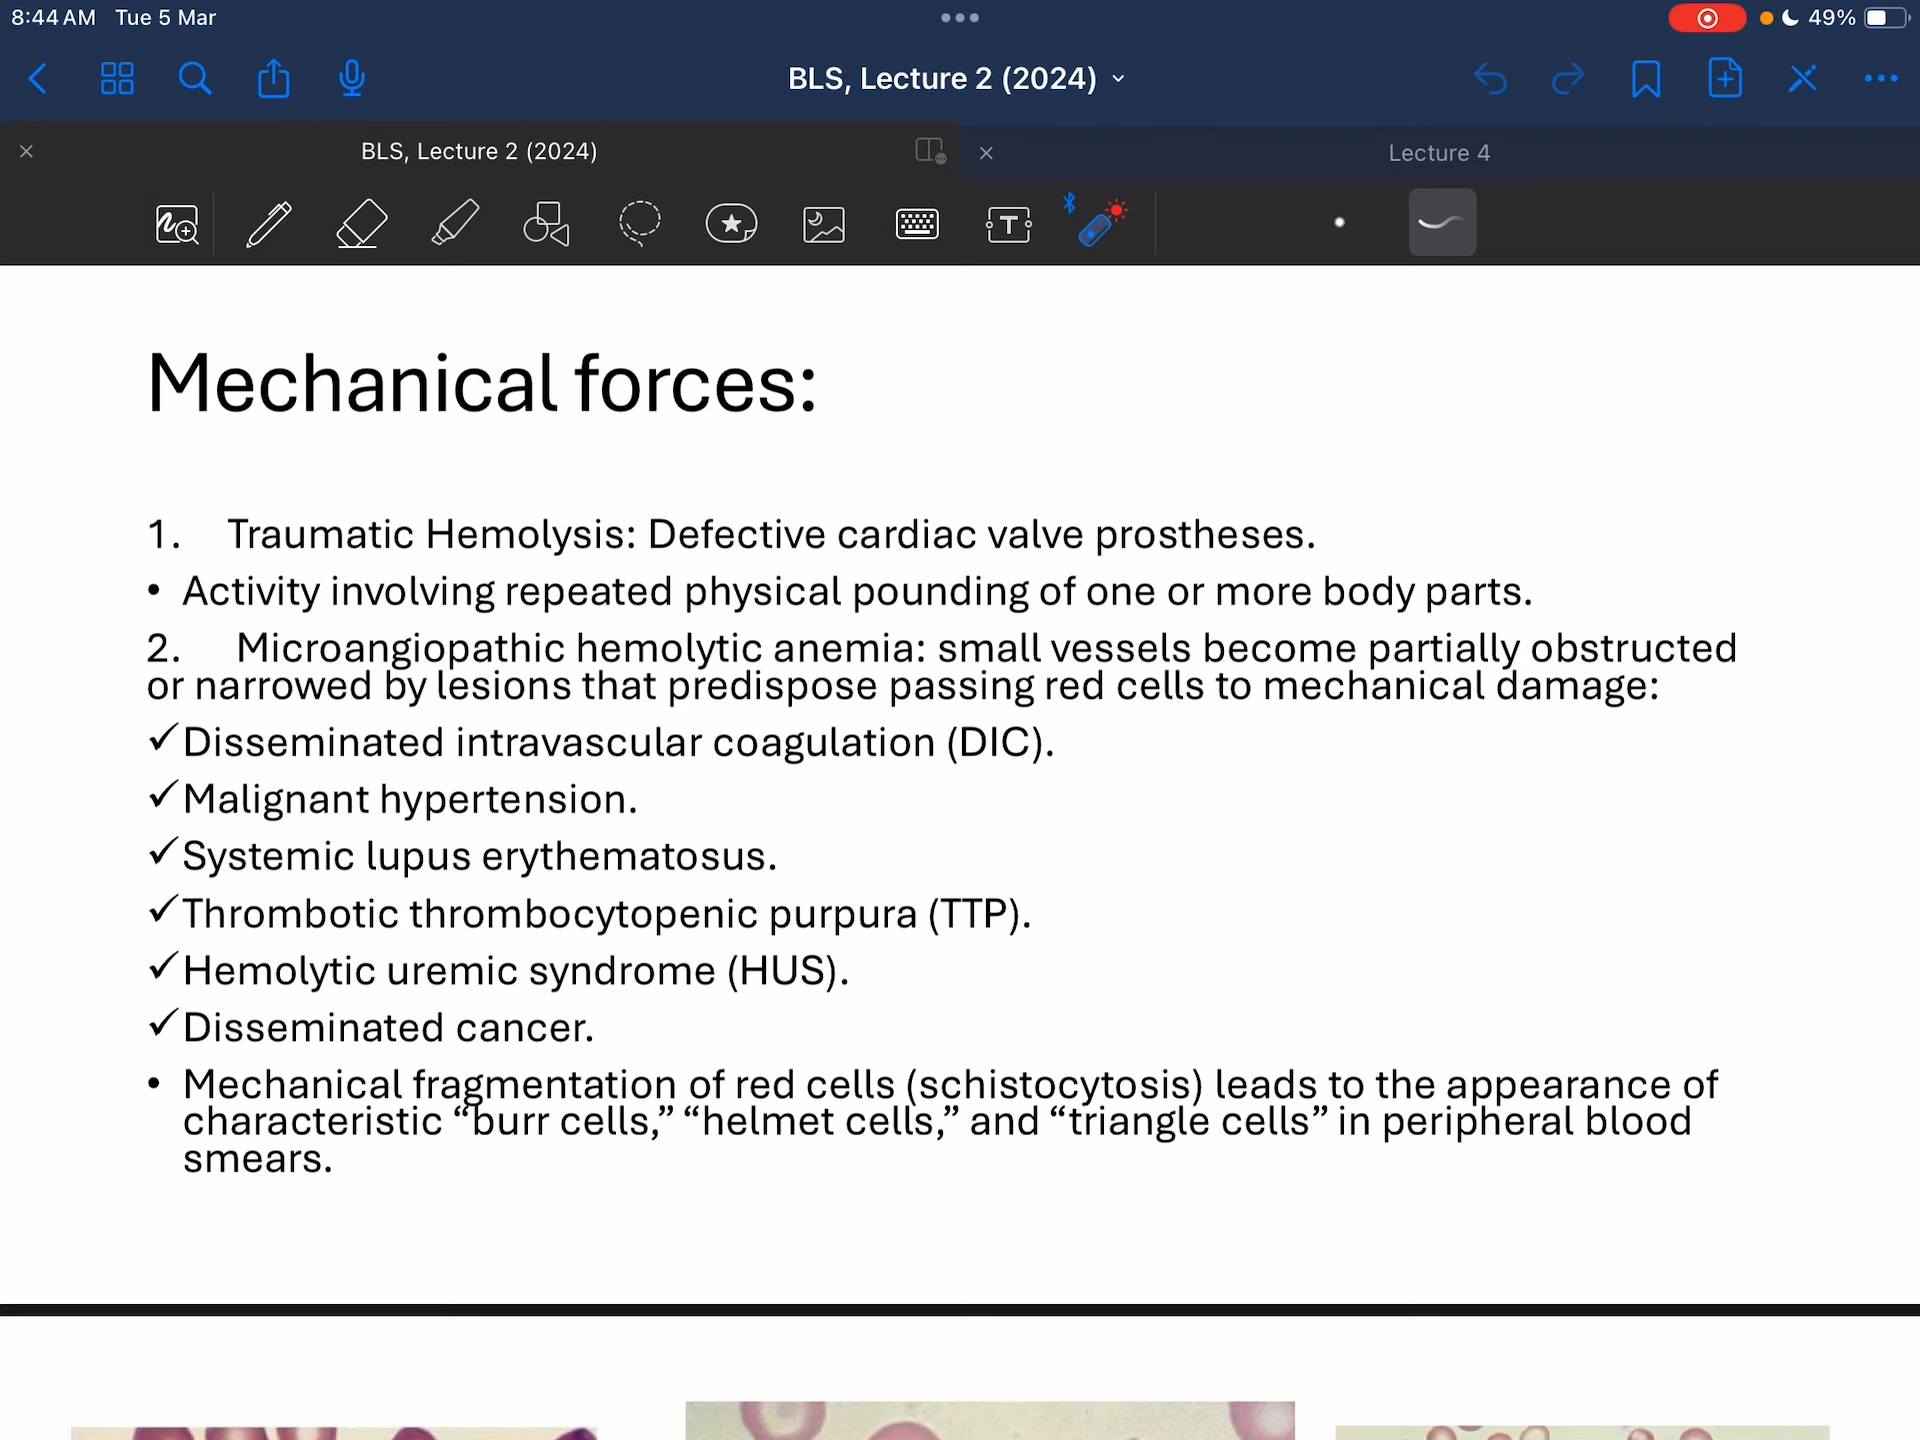 8:44 AM Tue 5 Mar
49%
BLS, Lecture 2 (2024)
BLS, Lecture 2 (2024)
Lecture 4
T
Mechanical forces:
1. Traumatic Hemolysis: Defective cardiac valve prostheses.
• Activity involving repeated physical pounding of one or more body parts.
2. Microangiopathic hemolytic anemia: small vessels become partially obstructed
or narrowed by lesions that predispose passing red cells to mechanical damage:
✓Disseminated intravascular coagulation (DIC).
✓Malignant hypertension.
✓Systemic lupus erythematosus.
✓Thrombotic thrombocytopenic purpura (TTP).
✓Hemolytic uremic syndrome (HUS).
✓Disseminated cancer.
• Mechanical fragmentation of red cells (schistocytosis) leads to the appearance of
characteristic “burr cells,” “helmet cells,” and “triangle cells” in peripheral blood
smears.